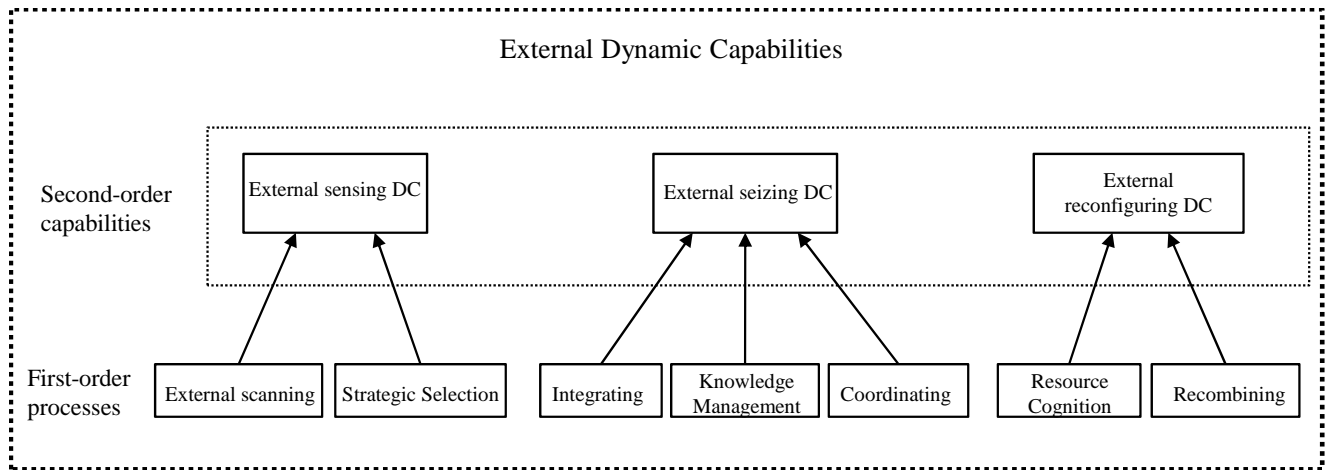 External Dynamic Capabilities
Second-order
capabilities
External sensing DC
External seizing DC
External
reconfiguring DC
First-order
processes
External scanning
Strategic Selection
Integrating
Knowledge
Management
Coordinating
Resource
Cognition
Recombining